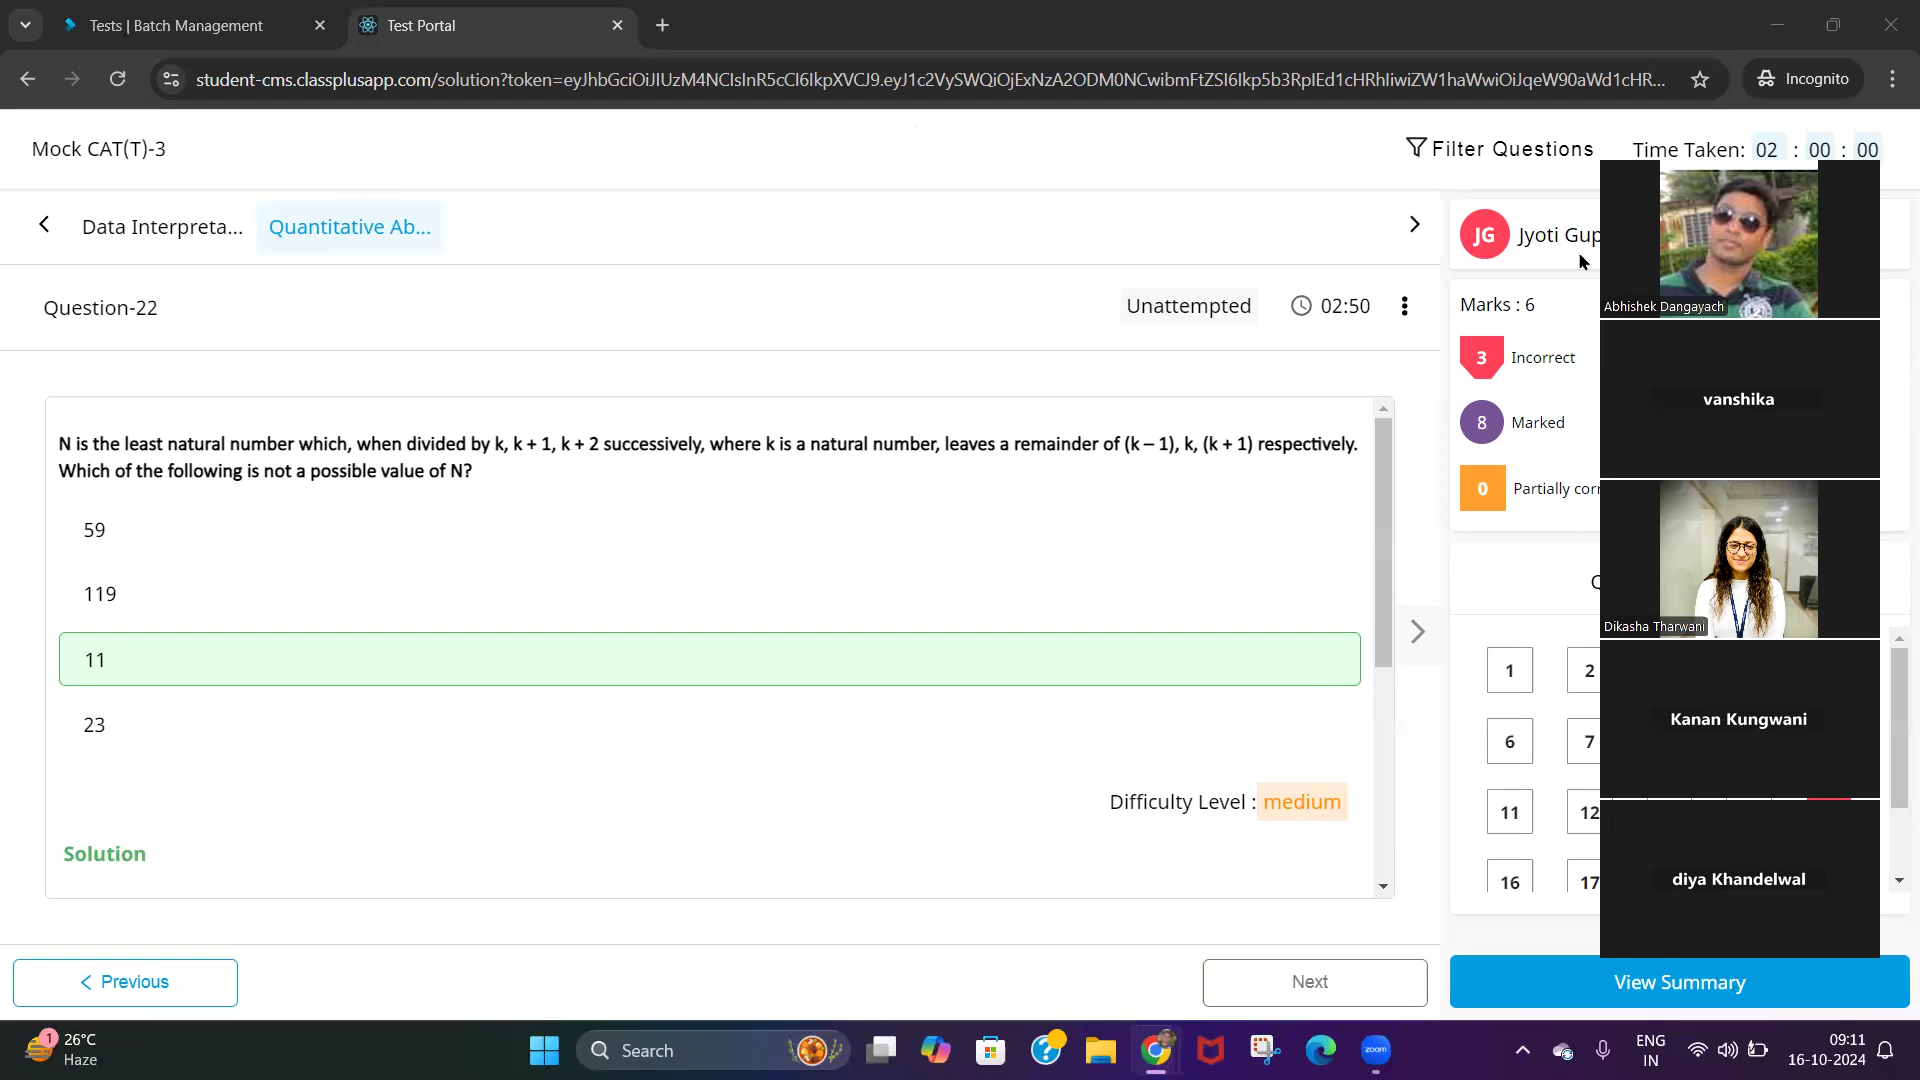 Tests | Batch Management
Test Portal
student-cms.classplusapp.com/solution?token=eyJhbGciOiJIUzM4NCIsInR5cCI6IkpXVCJ9.eyJ1c2VySWQiOjExNzA2ODM0NCwibmFtZSI6Ikp5b3RpIEd1cHRhIiwiZW1haWwiOiJqeW90aWd1cHR...
Incognito
Mock CAT(T)-3
Filter Questions
Time Taken: 02 : 00 : 00
Data Interpreta...
Quantitative Ab...
JG
Jyoti Gup
Abhishek Dangayach
Question-22
Unattempted
02:50
Marks : 6
3 Incorrect
8 Marked
0 Partially corr
vanshika
N is the least natural number which, when divided by k, k + 1, k + 2 successively, where k is a natural number, leaves a remainder of (k – 1), k, (k + 1) respectively.
Which of the following is not a possible value of N?
59
119
11
23
Difficulty Level : medium
Solution
Dikasha Tharwani
1 2
6 7
11 12
16 17
Kanan Kungwani
diya Khandelwal
Previous
Next
View Summary
1
26°C
Haze
Search
zoom
ENG
IN
09:11
16-10-2024